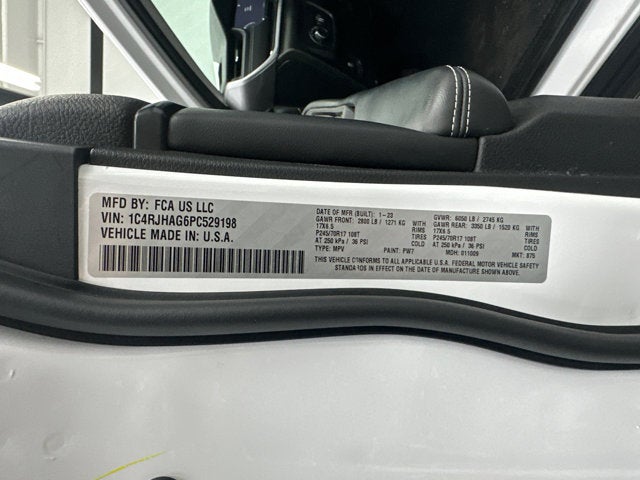 MFD BY: FCA US LLC
VIN: 1C4RJHAG6PC529198
VEHICLE MADE IN: U.S.A.
DATE OF MFR (BUILT): 1-23
GAWR FRONT: 2800 LB / 1271 KG WITH
17X6.5 RIMS
P245/70R17 108T TIRES
AT 250 kPa / 36 PSI COLD
TYPE: MPV PAINT: PW7
GVWR: 6050 LB / 2745 KG
GAWR REAR: 3350 LB / 1520 KG WITH
17X6.5 RIMS
P245/70R17 108T TIRES
AT 250 kPa / 36 PSI COLD
MDH: 011009 MKT: 875
THIS VEHICLE CONFORMS TO ALL APPLICABLE U.S.A. FEDERAL MOTOR VEHICLE SAFETY
STANDARDS IN EFFECT ON THE DATE OF MANUFACTURE SHOWN ABOVE.